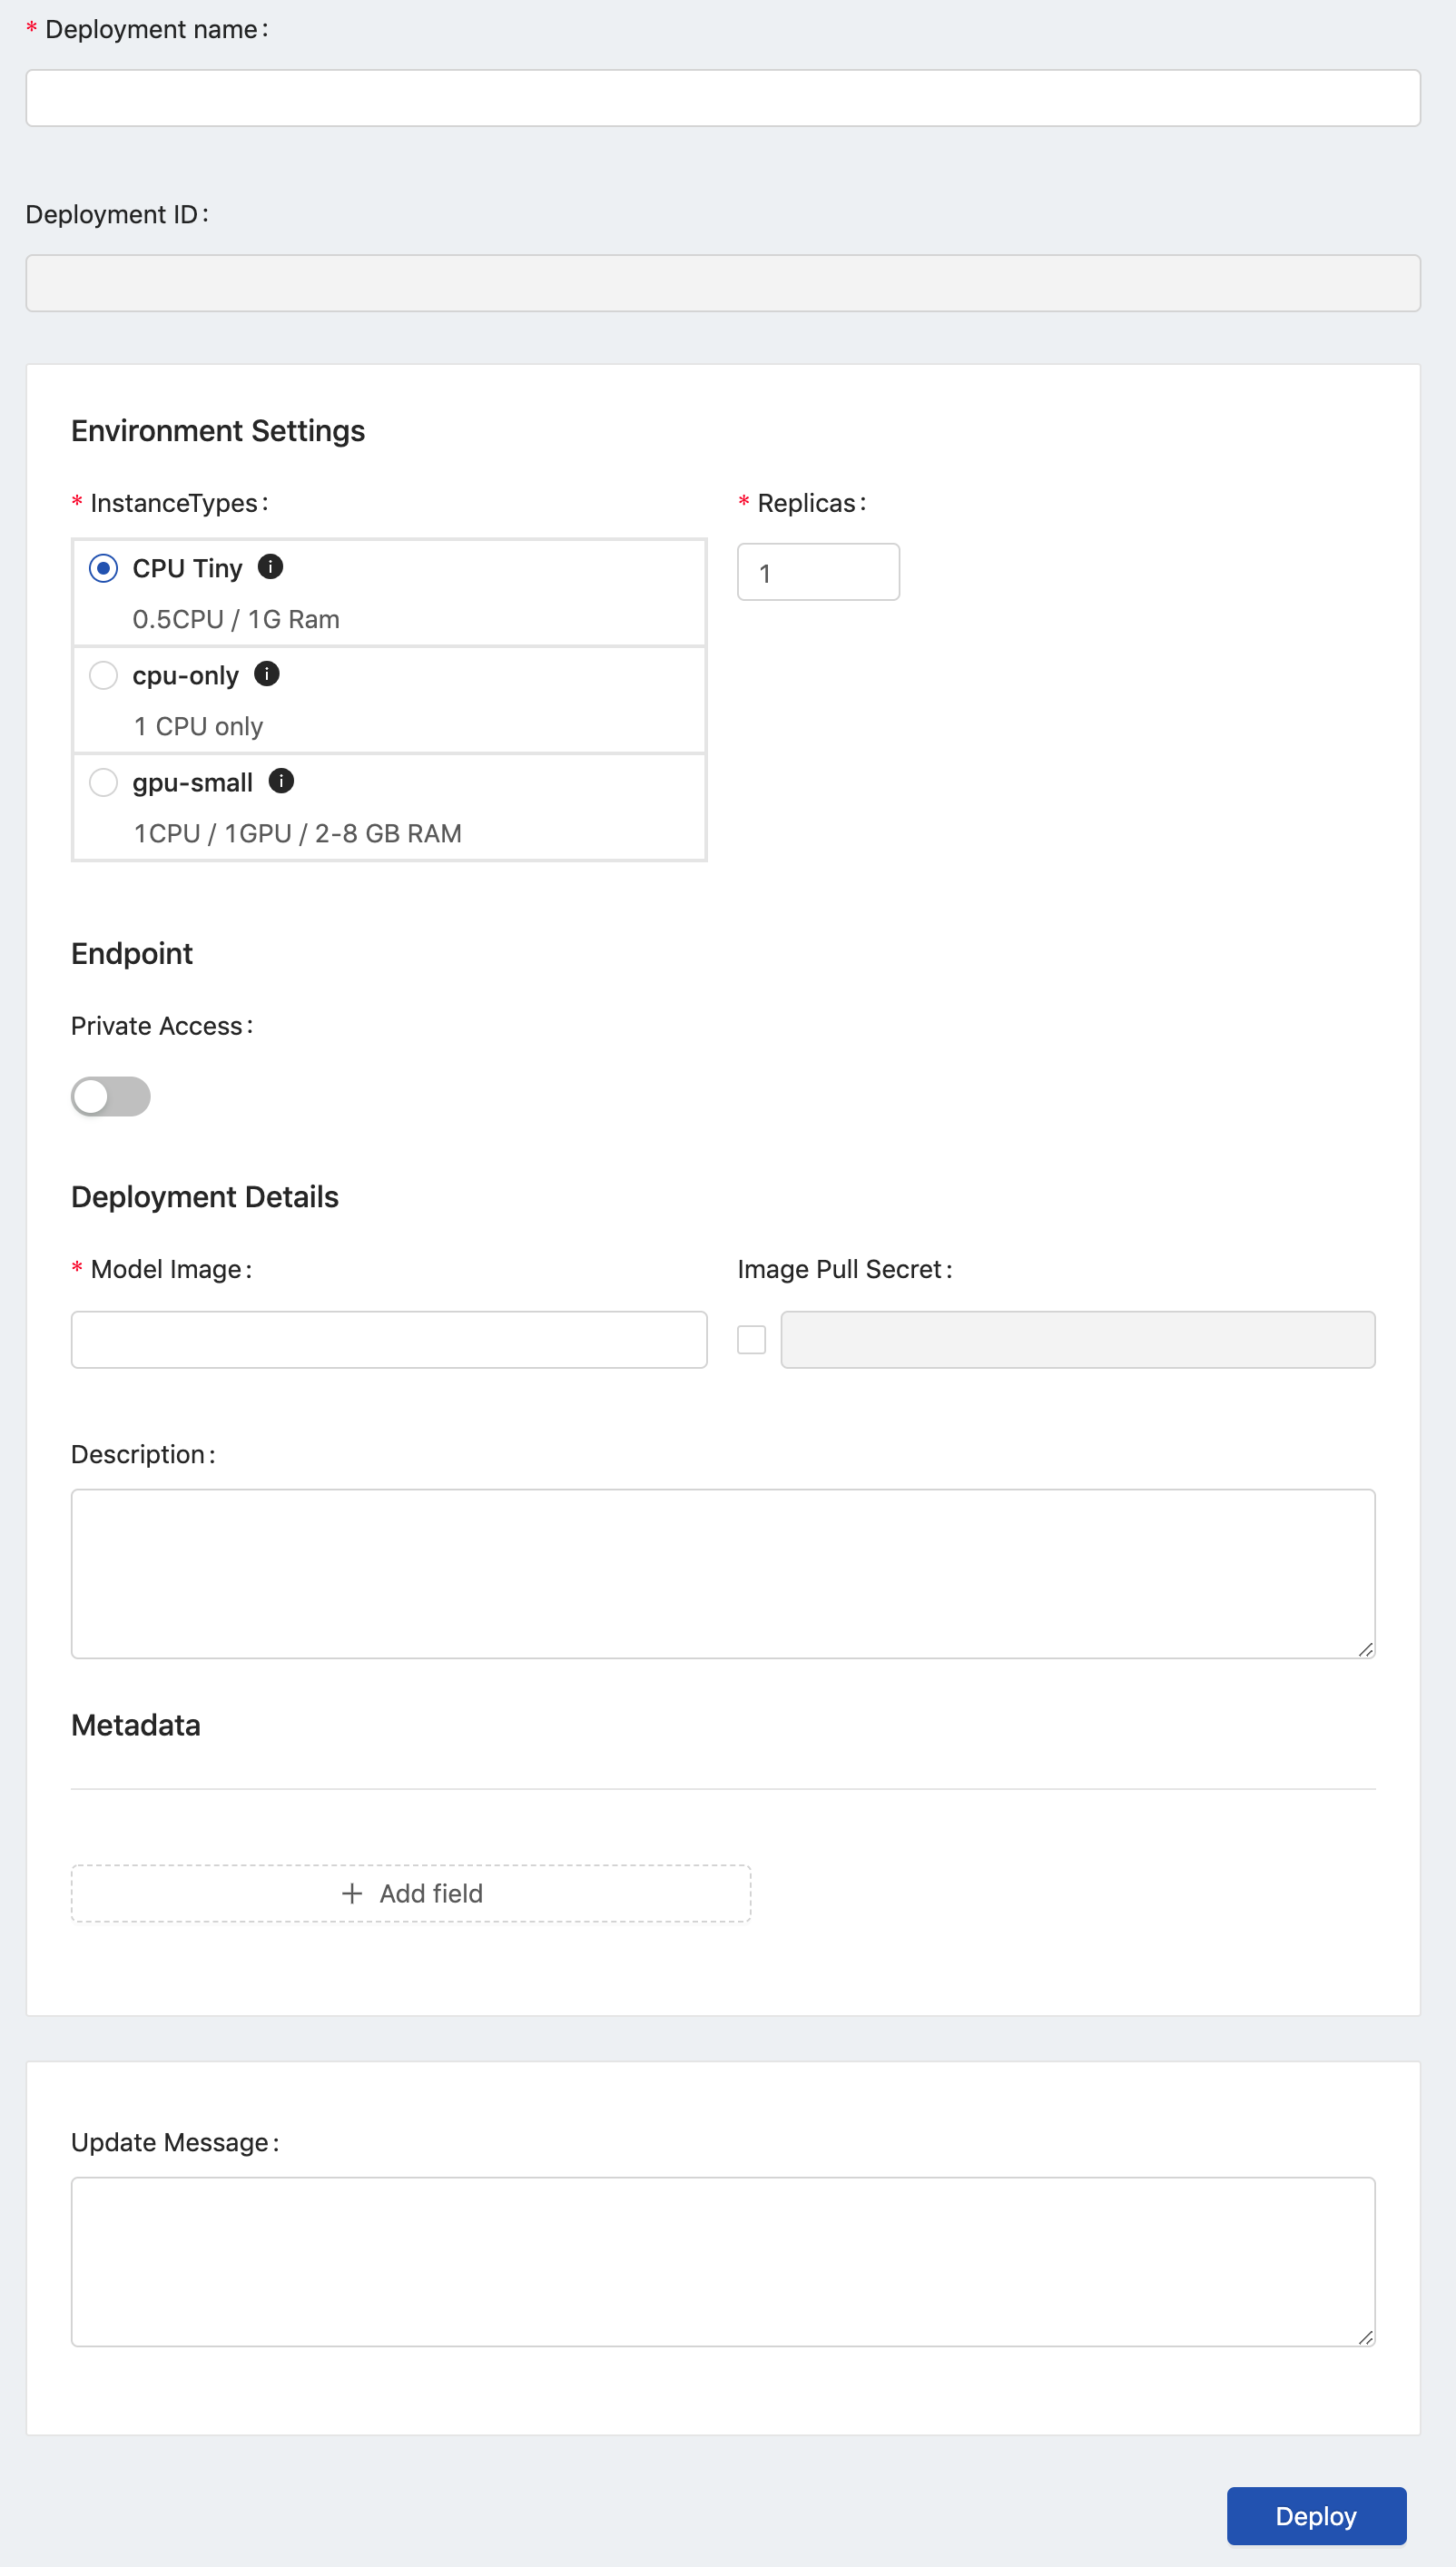 * Deployment name:
Deployment ID:
Environment Settings
* InstanceTypes:
CPU Tiny
0.5CPU / 1G Ram
cpu-only
1 CPU only
gpu-small
1CPU / 1GPU / 2-8 GB RAM
* Replicas:
1
Endpoint
Private Access:
Deployment Details
* Model Image:
Image Pull Secret:
Description:
Metadata
+ Add field
Update Message:
Deploy